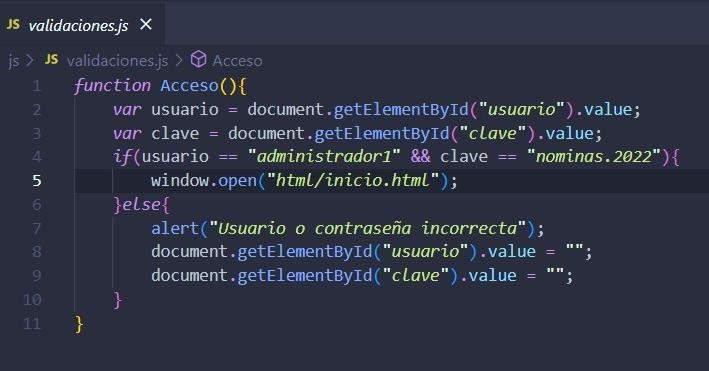 JS validaciones.js ×
js > JS validaciones.js > Acceso
1 function Acceso(){
2 var usuario = document.getElementById("usuario").value;
3 var clave = document.getElementById("clave").value;
4 if(usuario == "administrador1" && clave == "nominas.2022"){
5 window.open("html/inicio.html");
6 }else{
7 alert("Usuario o contraseña incorrecta");
8 document.getElementById("usuario").value = "";
9 document.getElementById("clave").value = "";
10 }
11 }